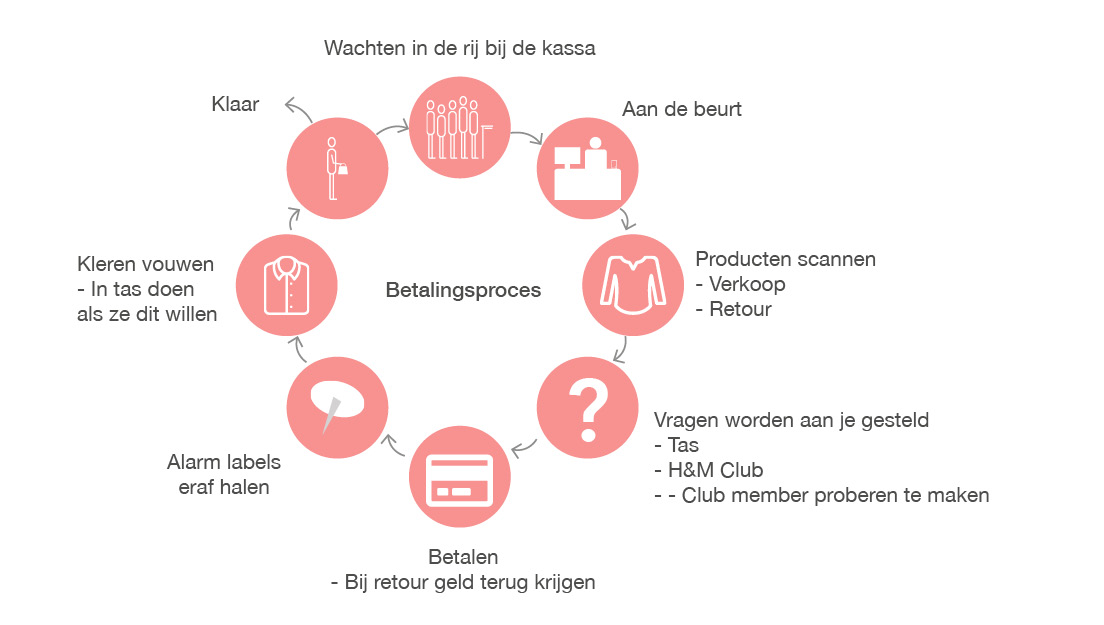 Wachten in de rij bij de kassa
Klaar
Aan de beurt
Producten scannen
- Verkoop
- Retour
Vragen worden aan je gesteld
- Tas
- H&M Club
- - Club member proberen te maken
Betalen
- Bij retour geld terug krijgen
Alarm labels
eraf halen
Kleren vouwen
- In tas doen
als ze dit willen
Betalingsproces